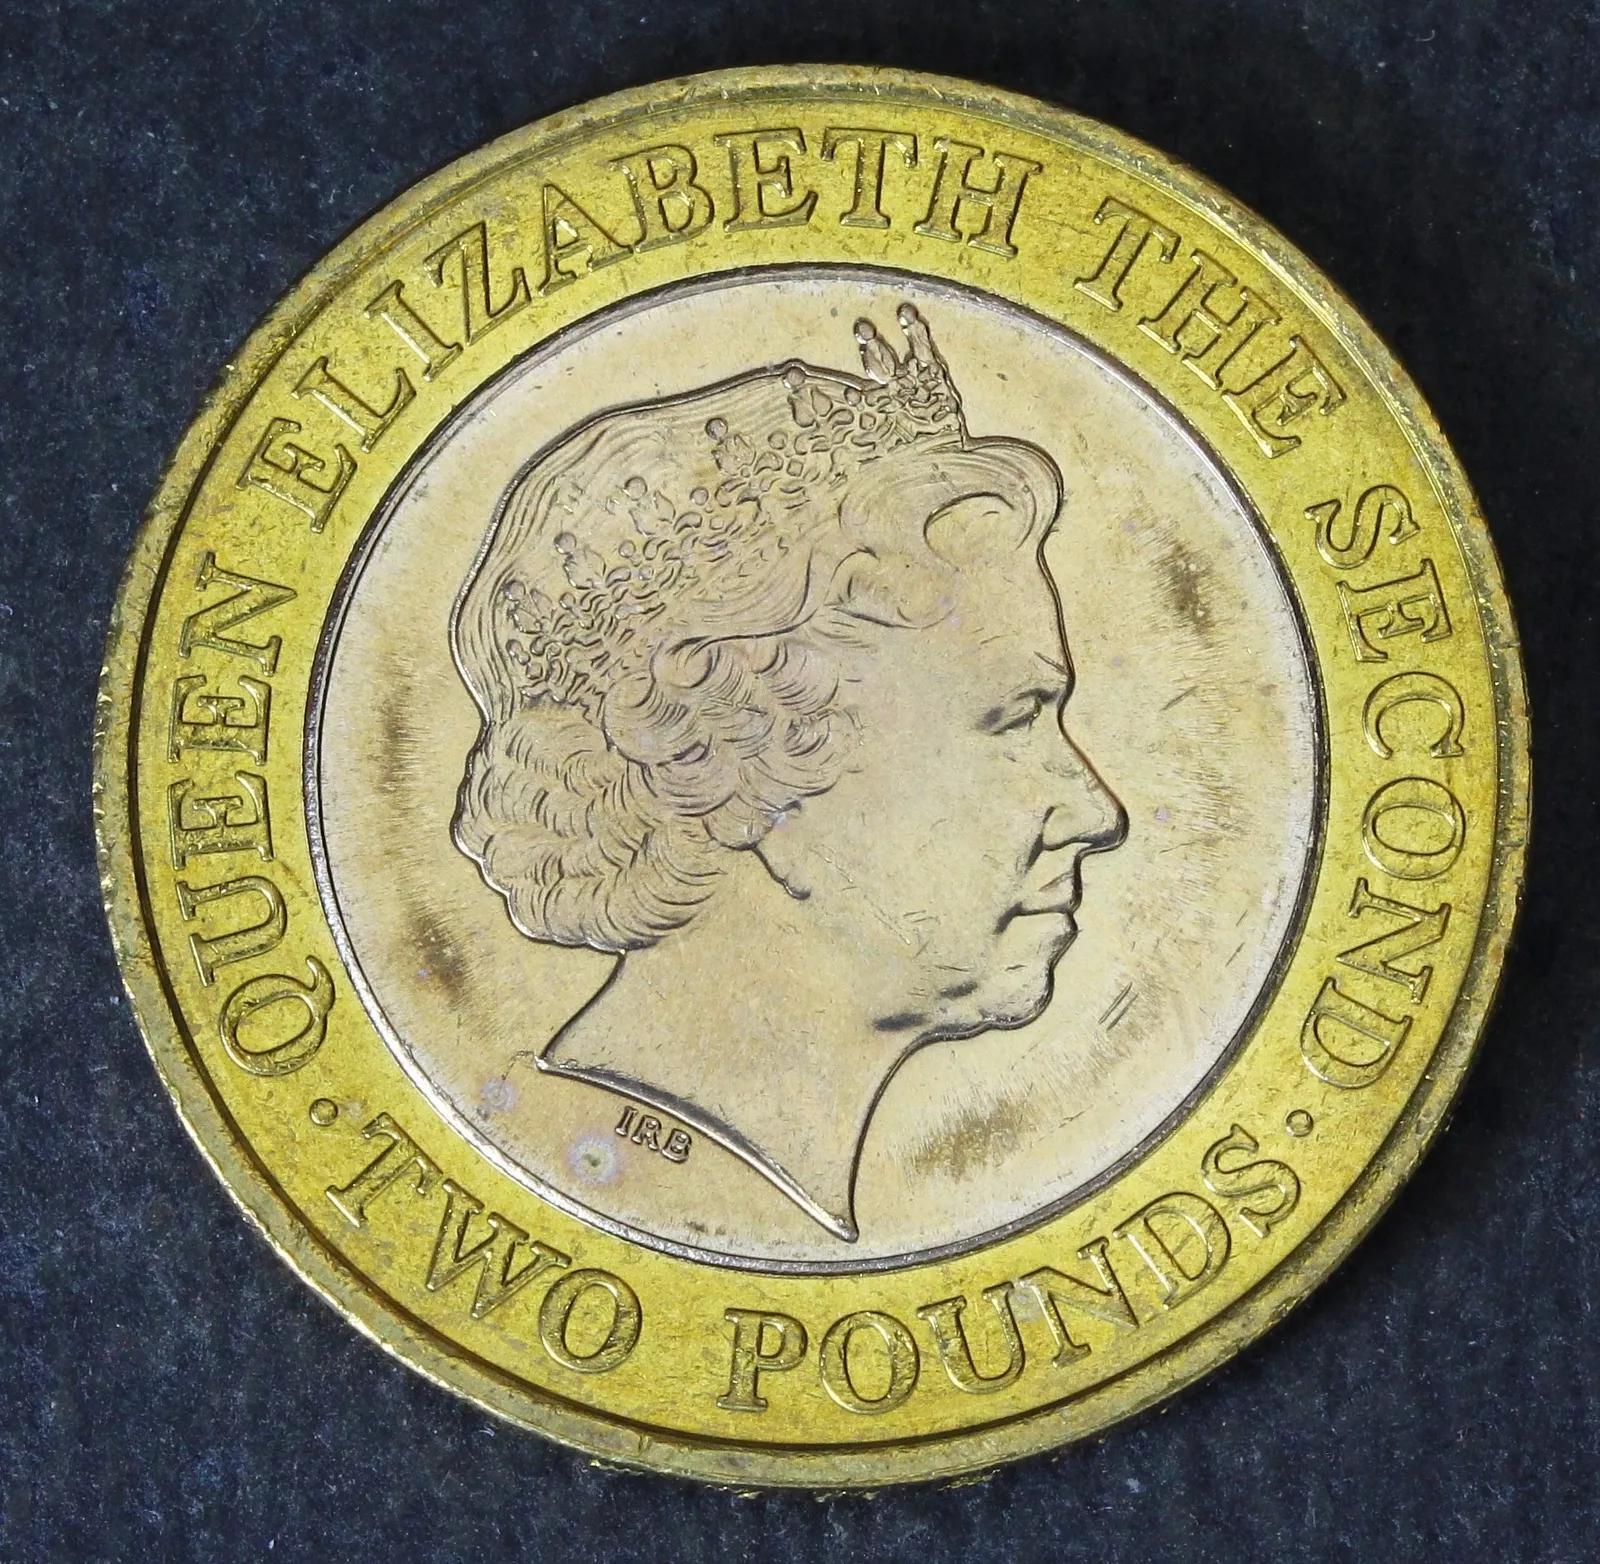 · QUEEN ELIZABETH THE SECOND ·
TWO POUNDS
IRB